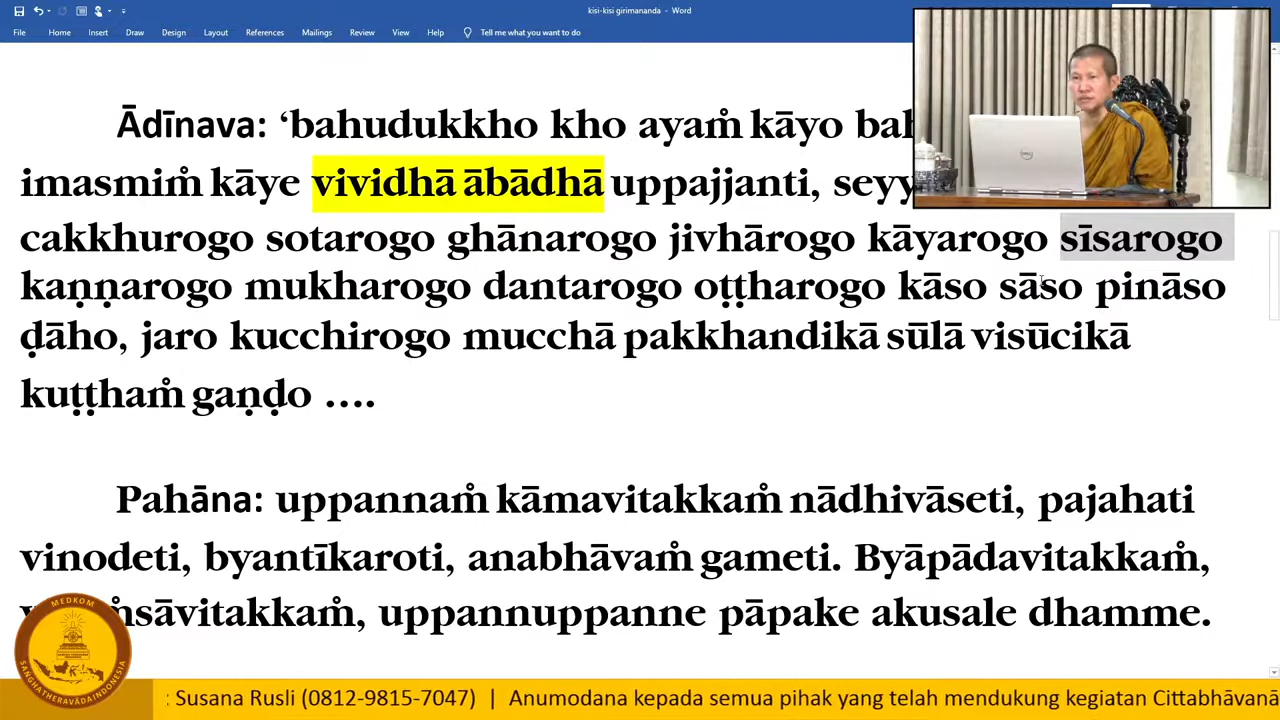 kisi-kisi girimananda - Word
File Home Insert Draw Design Layout References Mailings Review View Help Tell me what you want to do
Ādīnava: ‘bahudukkho kho ayaṁ kāyo
imasmiṁ kāye vividhā ābādhā uppajjanti,
cakkhurogo sotarogo ghānarogo jivhārogo kāyarogo sīsarogo
kaṇṇarogo mukharogo dantarogo oṭṭharogo kāso sāso pināso
ḍāho, jaro kucchirogo mucchā pakkhandikā sūlā visūcikā
kuṭṭhaṁ gaṇḍo ….
Pahāna: uppannaṁ kāmavitakkaṁ nādhivāseti, pajahati
vinodeti, byantīkaroti, anabhāvaṁ gameti. Byāpādavitakkaṁ,
uppannuppanne pāpake akusale dhamme.
MEDKOM
SANGHATHERAVĀDAINDONESIA
: Susana Rusli (0812-9815-7047) | Anumodana kepada semua pihak yang telah mendukung kegiatan Cittabhāvanā